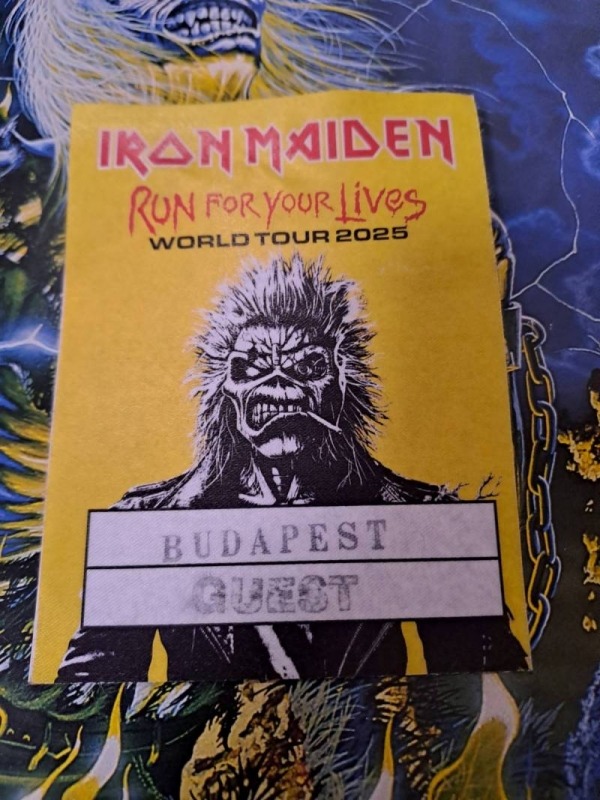 IRON MAIDEN
RUN FOR YOUR LIVES
WORLD TOUR 2025
BUDAPEST
GUEST